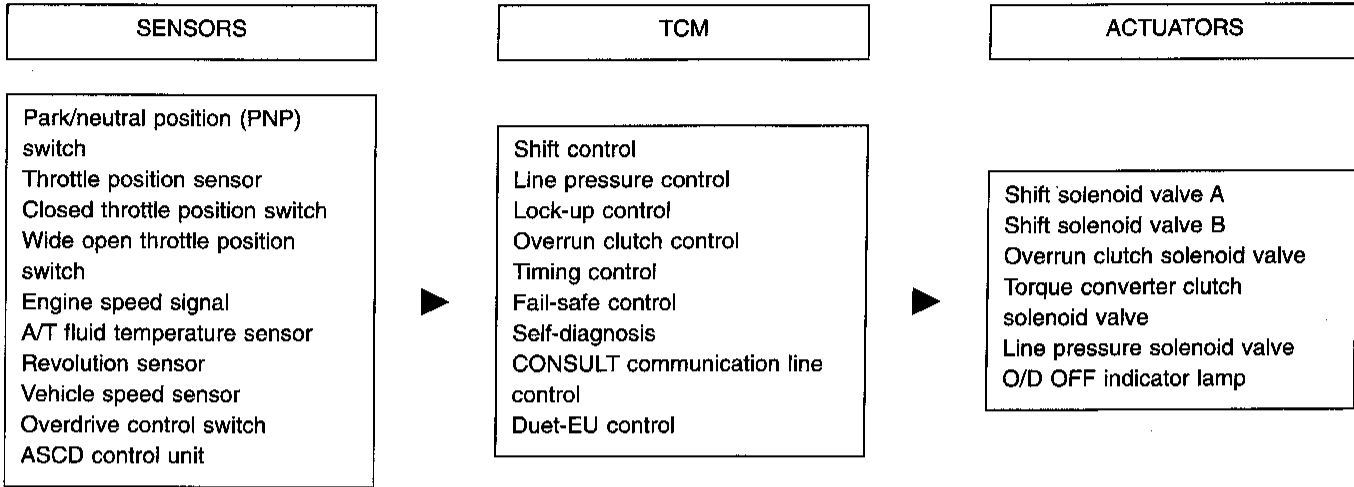 SENSORS
TCM
ACTUATORS
Park/neutral position (PNP)
switch
Throttle position sensor
Closed throttle position switch
Wide open throttle position
switch
Engine speed signal
A/T fluid temperature sensor
Revolution sensor
Vehicle speed sensor
Overdrive control switch
ASCD control unit
Shift control
Line pressure control
Lock-up control
Overrun clutch control
Timing control
Fail-safe control
Self-diagnosis
CONSULT communication line
control
Duet-EU control
Shift solenoid valve A
Shift solenoid valve B
Overrun clutch solenoid valve
Torque converter clutch
solenoid valve
Line pressure solenoid valve
O/D OFF indicator lamp